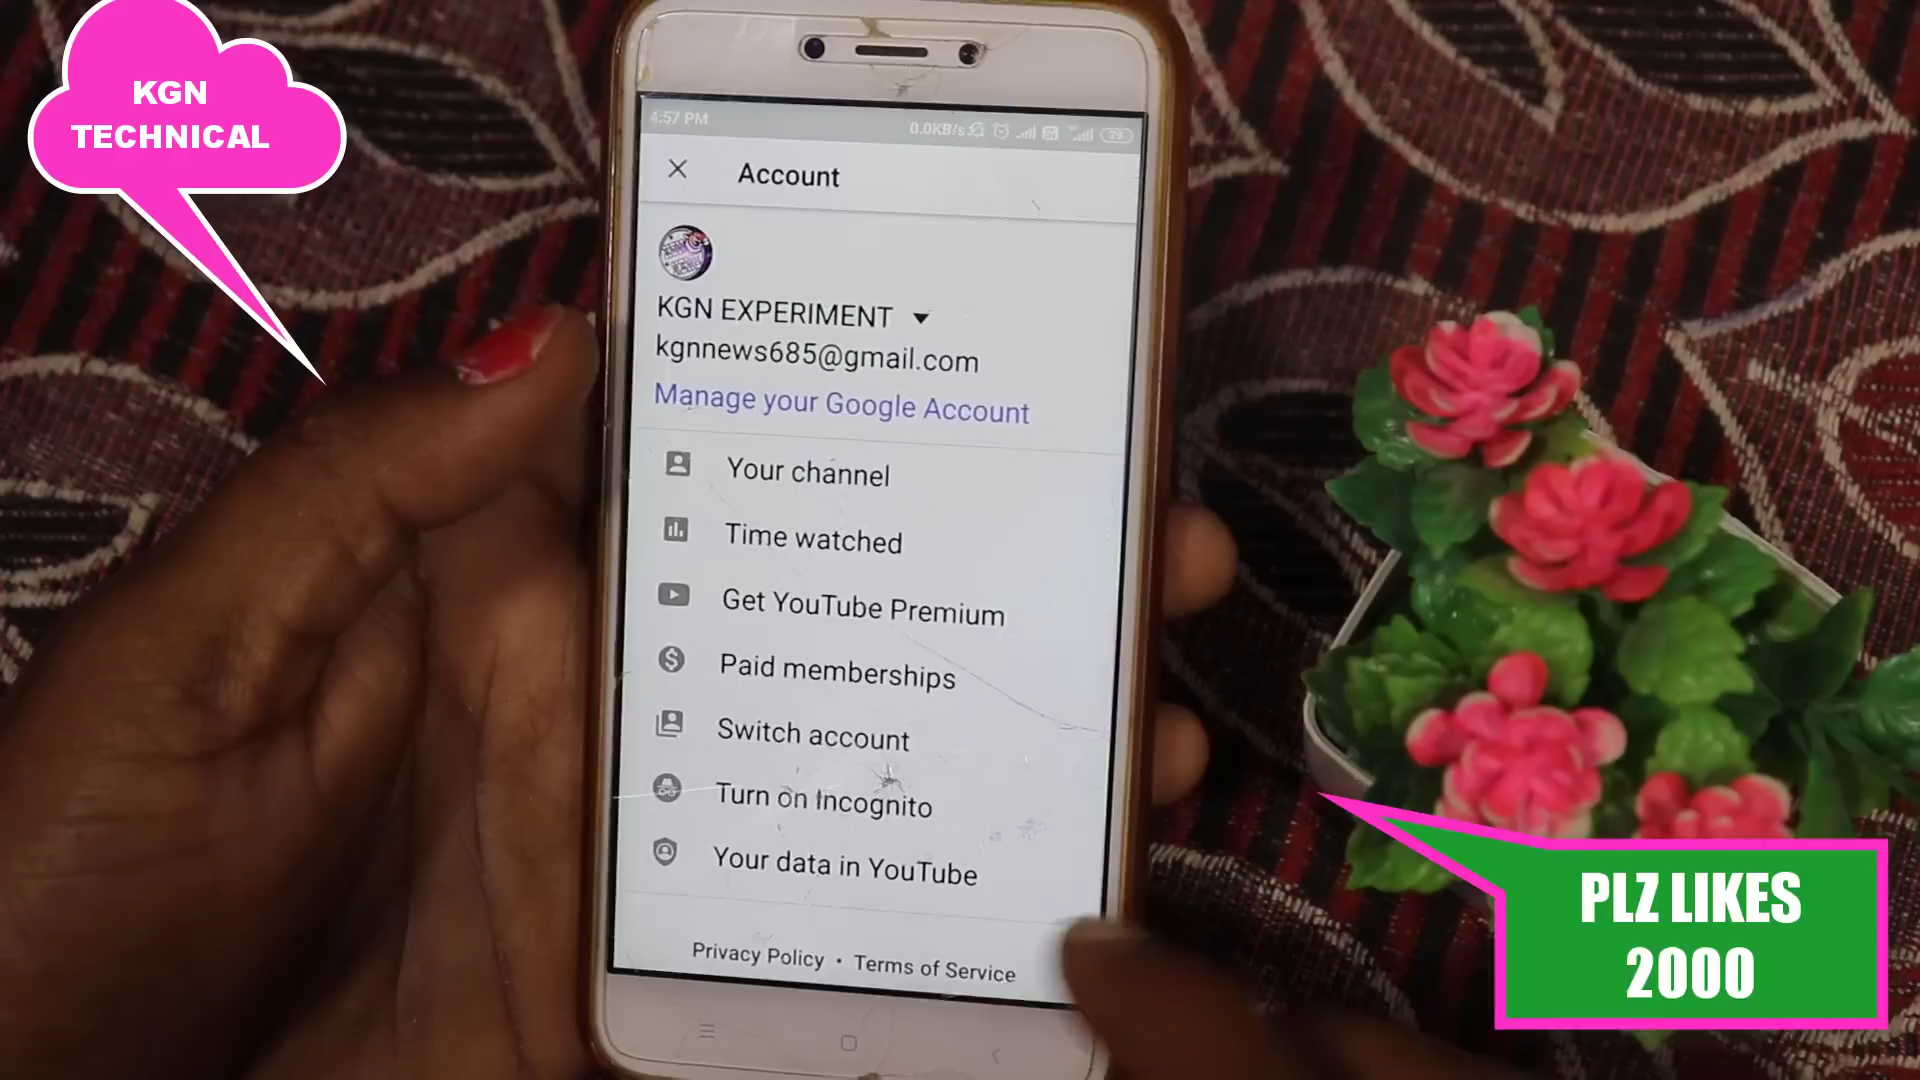 KGN
TECHNICAL
4:57 PM
0.0KB/s
39
Account
KGN EXPERIMENT
kgnnews685@gmail.com
Manage your Google Account
Your channel
Time watched
Get YouTube Premium
Paid memberships
Switch account
Turn on Incognito
Your data in YouTube
Privacy Policy • Terms of Service
PLZ LIKES
2000